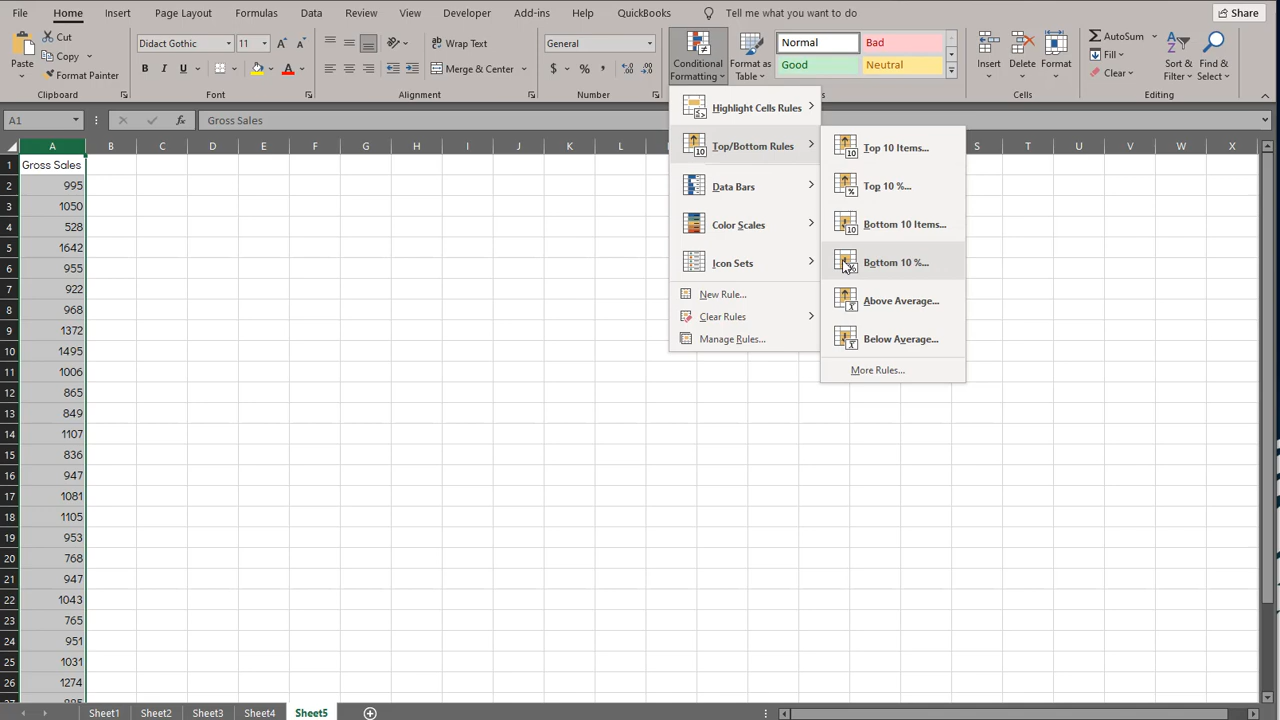 File Home Insert Page Layout Formulas Data Review View Developer Add-ins Help QuickBooks Tell me what you want to do Share
Paste
Cut
Copy
Format Painter
Clipboard
Didact Gothic 11
B I U
Font
Wrap Text
Merge & Center
Alignment
General
$ % ,
Number
Conditional
Formatting
Format as
Table
Normal Bad
Good Neutral
Insert Delete Format
Cells
AutoSum
Fill
Clear
Sort &
Filter
Find &
Select
Editing
A1 fx Gross Sales
Highlight Cells Rules
Top/Bottom Rules
Data Bars
Color Scales
Icon Sets
New Rule...
Clear Rules
Manage Rules...
Top 10 Items...
Top 10 %...
Bottom 10 Items...
Bottom 10 %...
Above Average...
Below Average...
More Rules...
A B C D E F G H I J K L S T U V W X
1 Gross Sales
2 995
3 1050
4 528
5 1642
6 955
7 922
8 968
9 1372
10 1495
11 1006
12 865
13 849
14 1107
15 836
16 947
17 1081
18 1105
19 953
20 768
21 947
22 1043
23 765
24 951
25 1031
26 1274
Sheet1 Sheet2 Sheet3 Sheet4 Sheet5